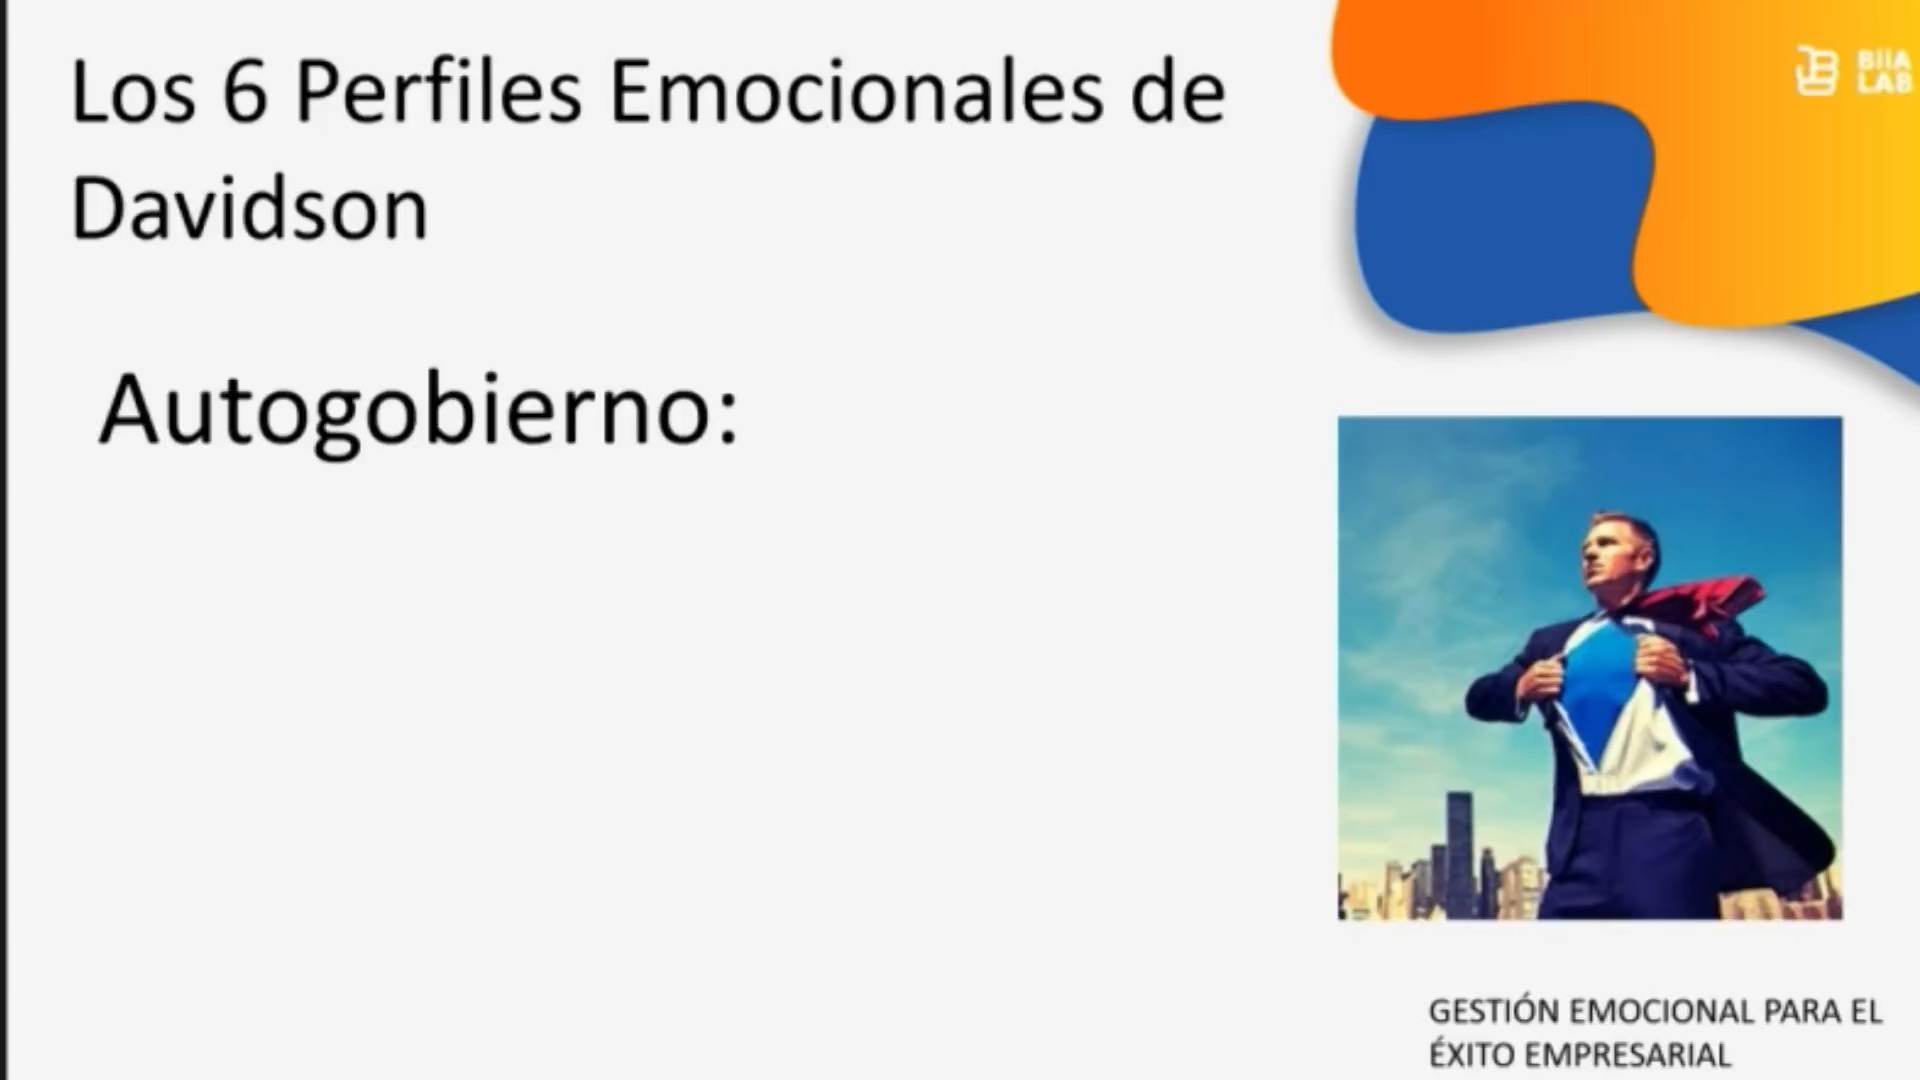 Los 6 Perfiles Emocionales de
Davidson
BIIA
LAB
Autogobierno:
GESTIÓN EMOCIONAL PARA EL
ÉXITO EMPRESARIAL